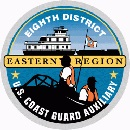 EIGHTH DISTRICT
EASTERN REGION
U.S. COAST GUARD AUXILIARY